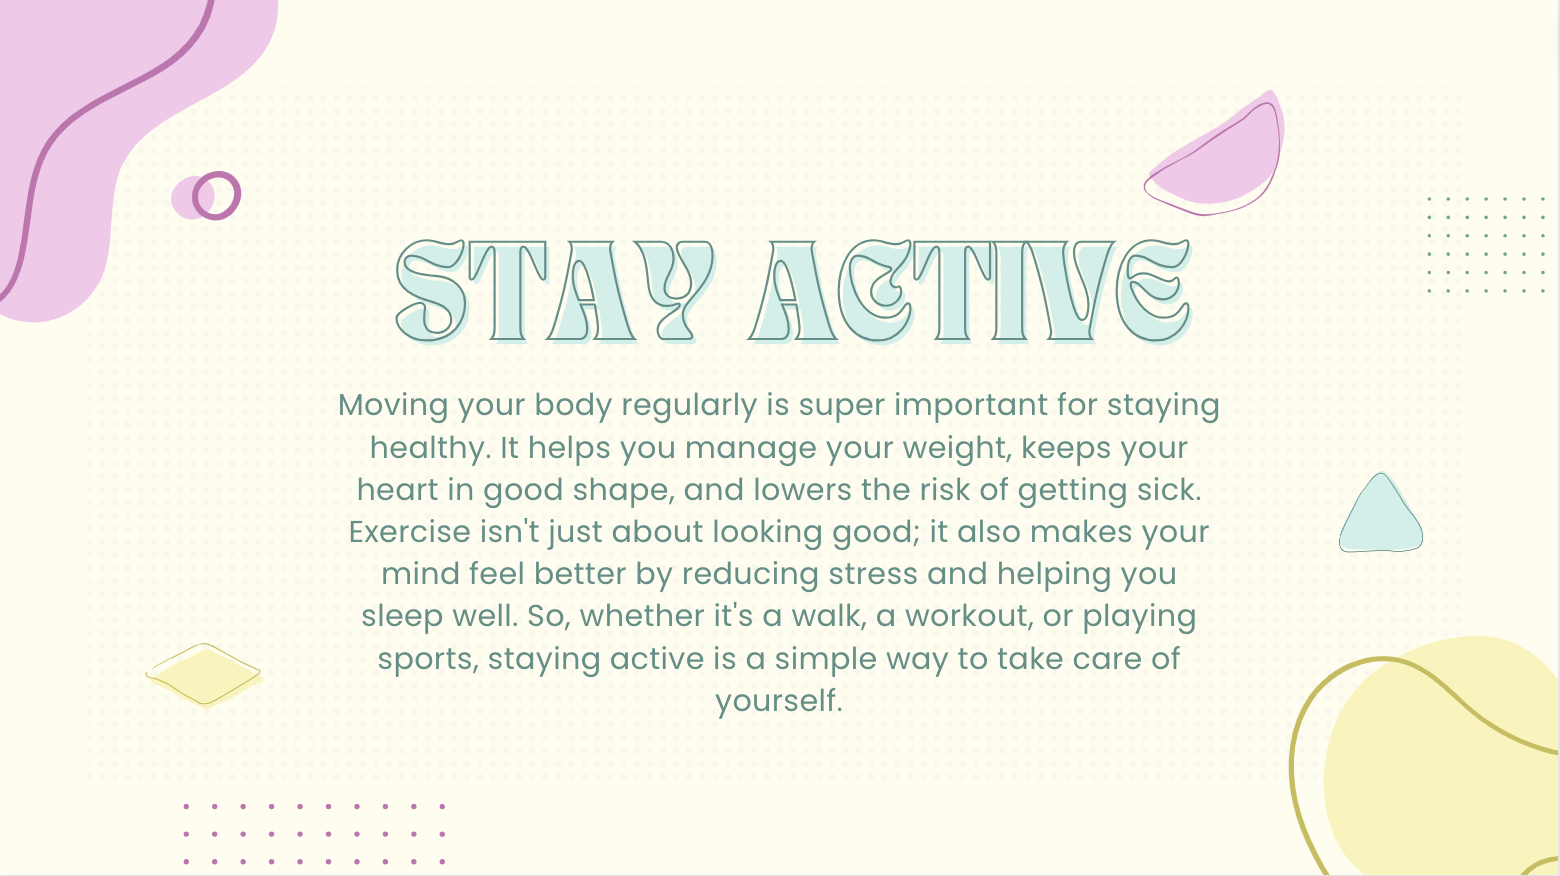 STAY ACTIVE
Moving your body regularly is super important for staying
healthy. It helps you manage your weight, keeps your
heart in good shape, and lowers the risk of getting sick.
Exercise isn't just about looking good; it also makes your
mind feel better by reducing stress and helping you
sleep well. So, whether it's a walk, a workout, or playing
sports, staying active is a simple way to take care of
yourself.